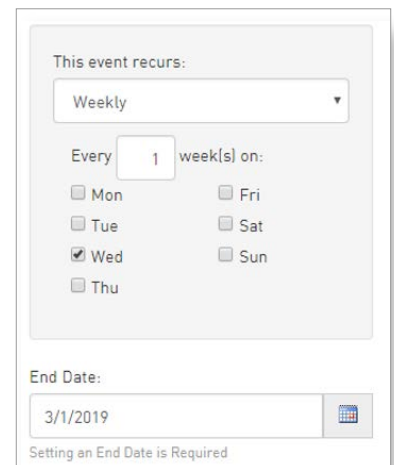 This event recurs:
Weekly
Every 1 week(s) on:
Mon Fri
Tue Sat
Wed Sun
Thu
End Date:
3/1/2019
Setting an End Date is Required